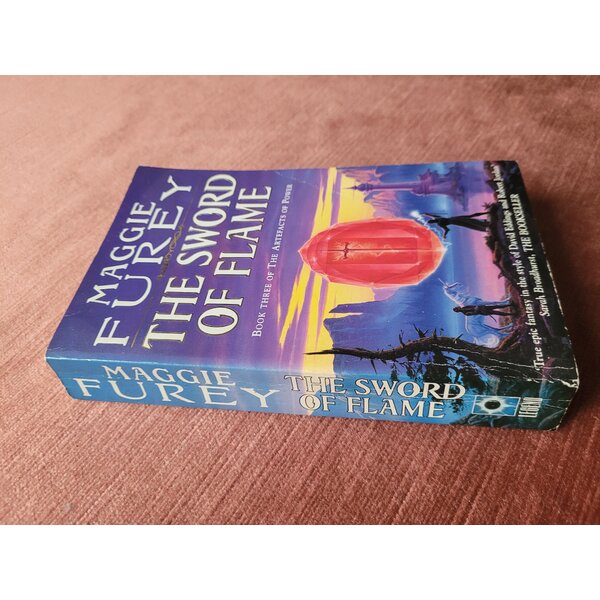 MAGGIE
FUREY
THE SWORD
OF FLAME
BOOK THREE OF THE ARTEFACTS OF POWER
'True epic fantasy in the style of David Eddings and Robert Jordan'
Sarah Broadhurst, THE BOOKSELLER
MAGGIE
FUREY
THE SWORD
OF FLAME
LEGEND